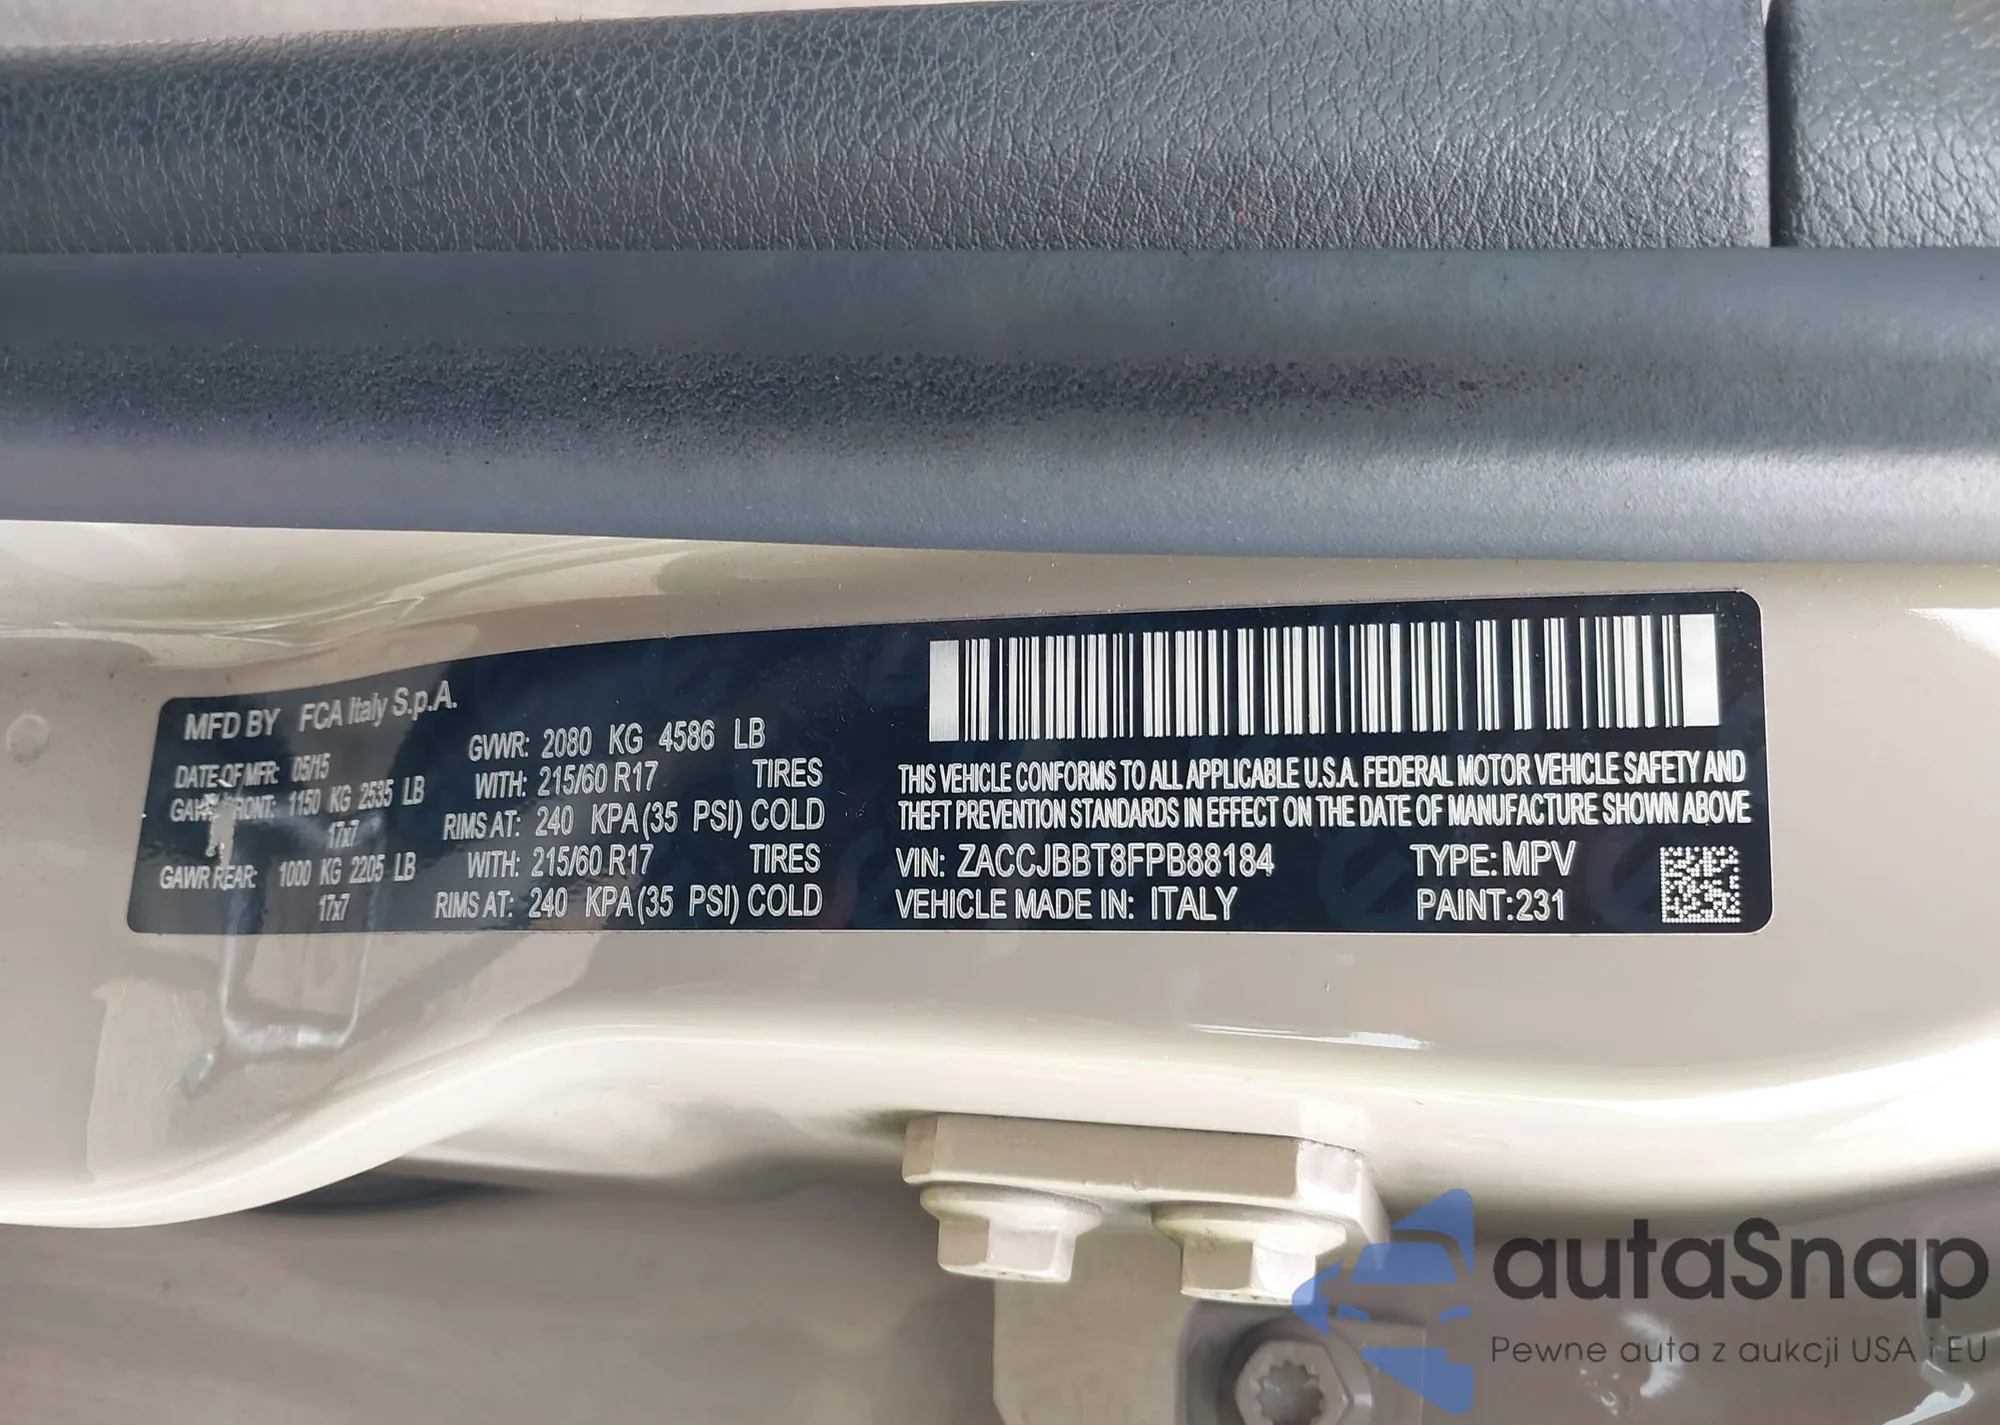 MFD BY FCA Italy S.p.A.
DATE OF MFR: 05/15
GAWR FRONT: 1150 KG 2535 LB
17x7
GAWR REAR: 1000 KG 2205 LB
17x7
GVWR: 2080 KG 4586 LB
WITH: 215/60 R17 TIRES
RIMS AT: 240 KPA(35 PSI) COLD
WITH: 215/60 R17 TIRES
RIMS AT: 240 KPA(35 PSI) COLD
THIS VEHICLE CONFORMS TO ALL APPLICABLE U.S.A. FEDERAL MOTOR VEHICLE SAFETY AND
THEFT PREVENTION STANDARDS IN EFFECT ON THE DATE OF MANUFACTURE SHOWN ABOVE
VIN: ZACCJBBT8FPB88184 TYPE: MPV
VEHICLE MADE IN: ITALY PAINT:231
autaSnap
Pewne auta z aukcji USA i EU